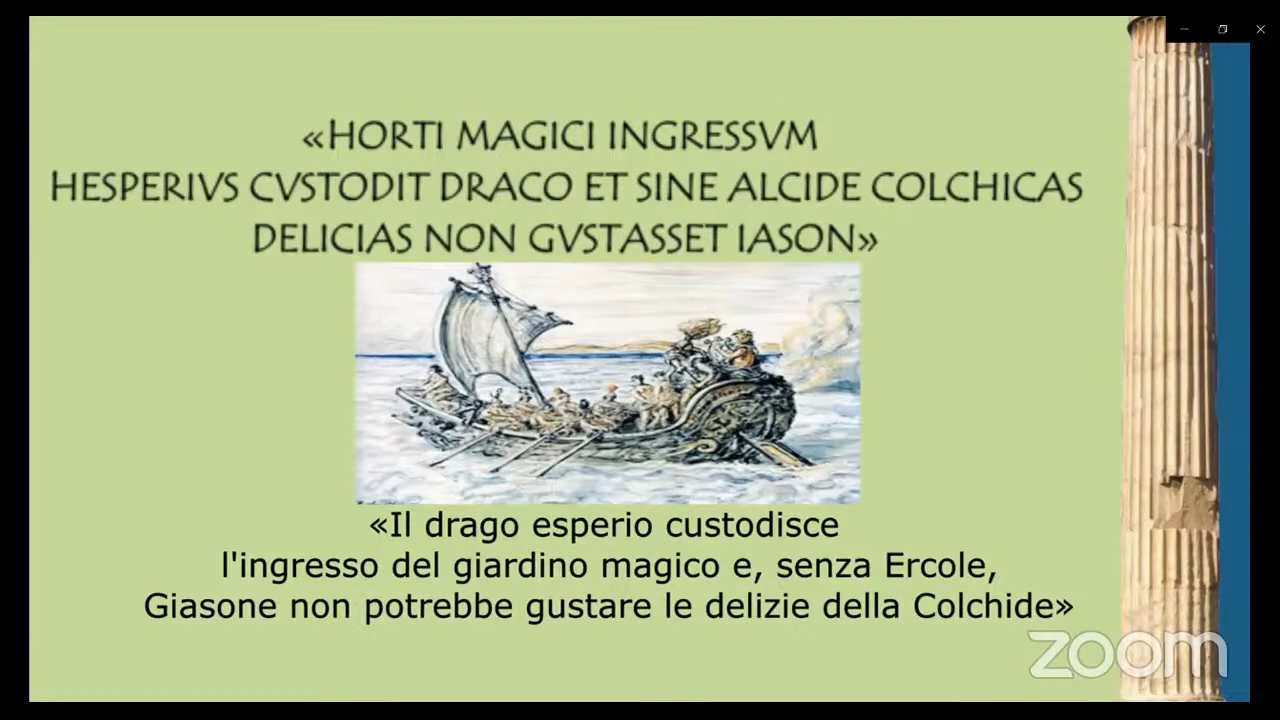 «HORTI MAGICI INGRESSVM
HESPERIVS CVSTODIT DRACO ET SINE ALCIDE COLCHICAS
DELICIAS NON GVSTASSET IASON»
«Il drago esperio custodisce
l'ingresso del giardino magico e, senza Ercole,
Giasone non potrebbe gustare le delizie della Colchide»
zoom